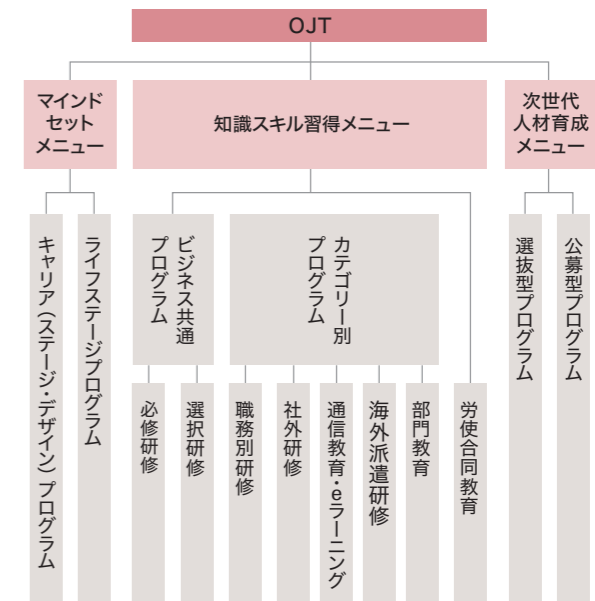 OJT
マインド
セット
メニュー
知識スキル習得メニュー
次世代
人材育成
メニュー
キャリア（ステージ・デザイン）プログラム
ライフステージプログラム
ビジネス共通
プログラム
カテゴリー別
プログラム
選抜型プログラム
公募型プログラム
必修研修
選択研修
職務別研修
社外研修
通信教育・eラーニング
海外派遣研修
部門教育
労使合同教育